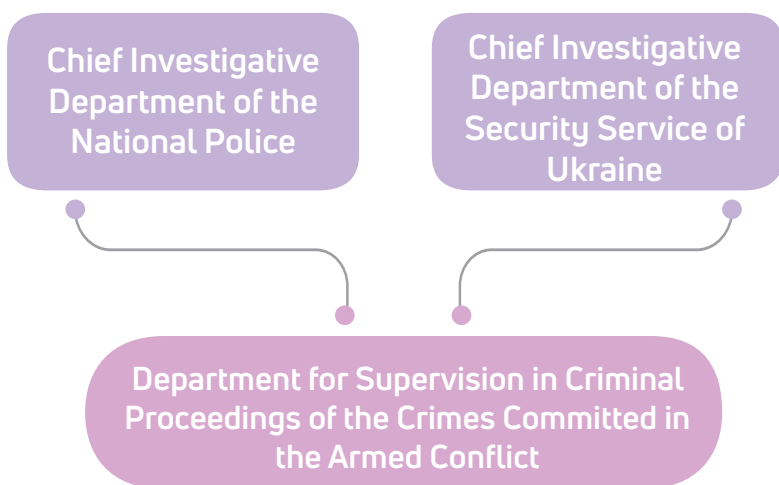 Chief Investigative
Department of the
National Police
Chief Investigative
Department of the
Security Service of
Ukraine
Department for Supervision in Criminal
Proceedings of the Crimes Committed in
the Armed Conflict